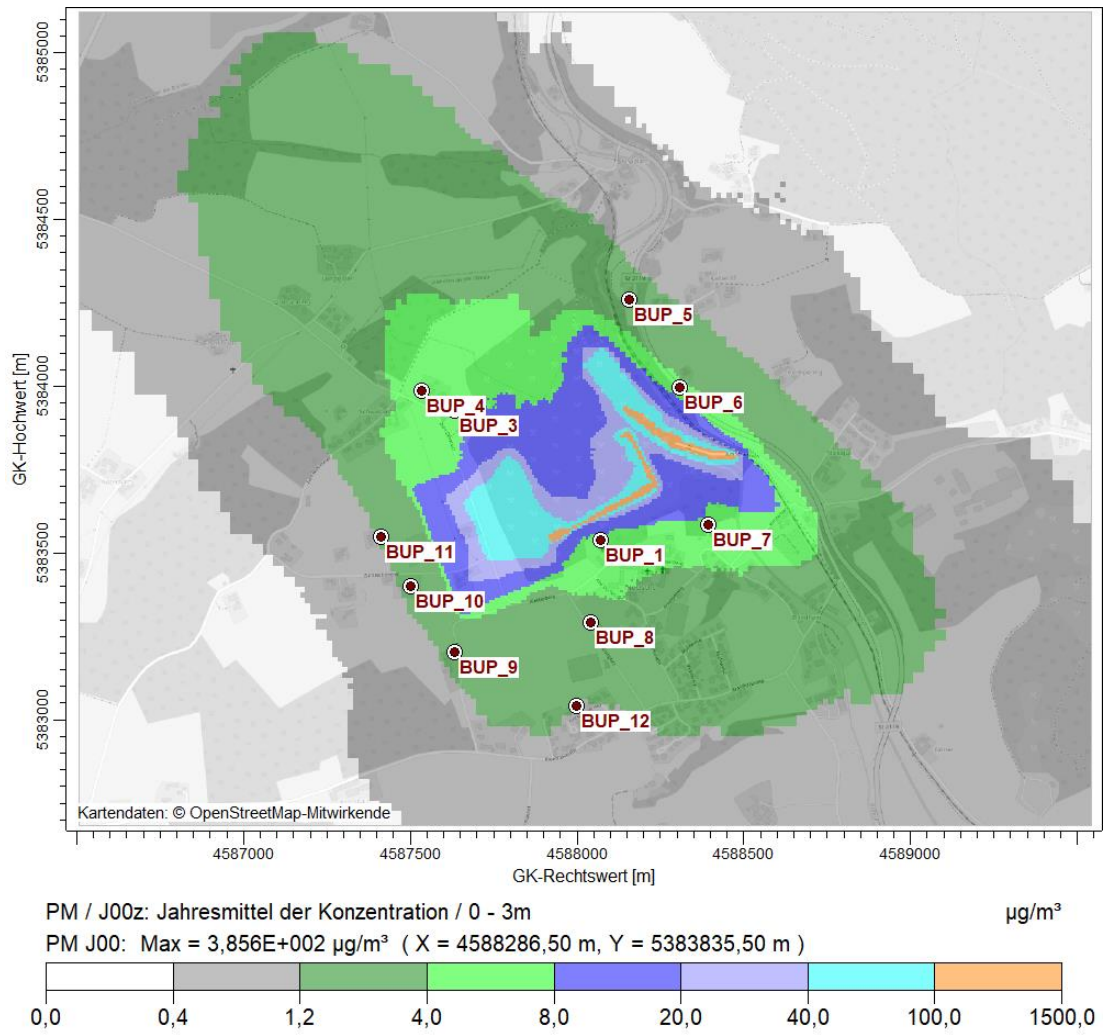 5385000
5384500
5384000
5383500
5383000
GK-Hochwert [m]
BUP_5
BUP_6
BUP_4
BUP_3
BUP_7
BUP_1
BUP_11
BUP_10
BUP_8
BUP_9
BUP_12
Kartendaten: © OpenStreetMap-Mitwirkende
4587000 4587500 4588000 4588500 4589000
GK-Rechtswert [m]
PM / J00z: Jahresmittel der Konzentration / 0 - 3m µg/m³
PM J00: Max = 3,856E+002 µg/m³ ( X = 4588286,50 m, Y = 5383835,50 m )
0,0 0,4 1,2 4,0 8,0 20,0 40,0 100,0 1500,0